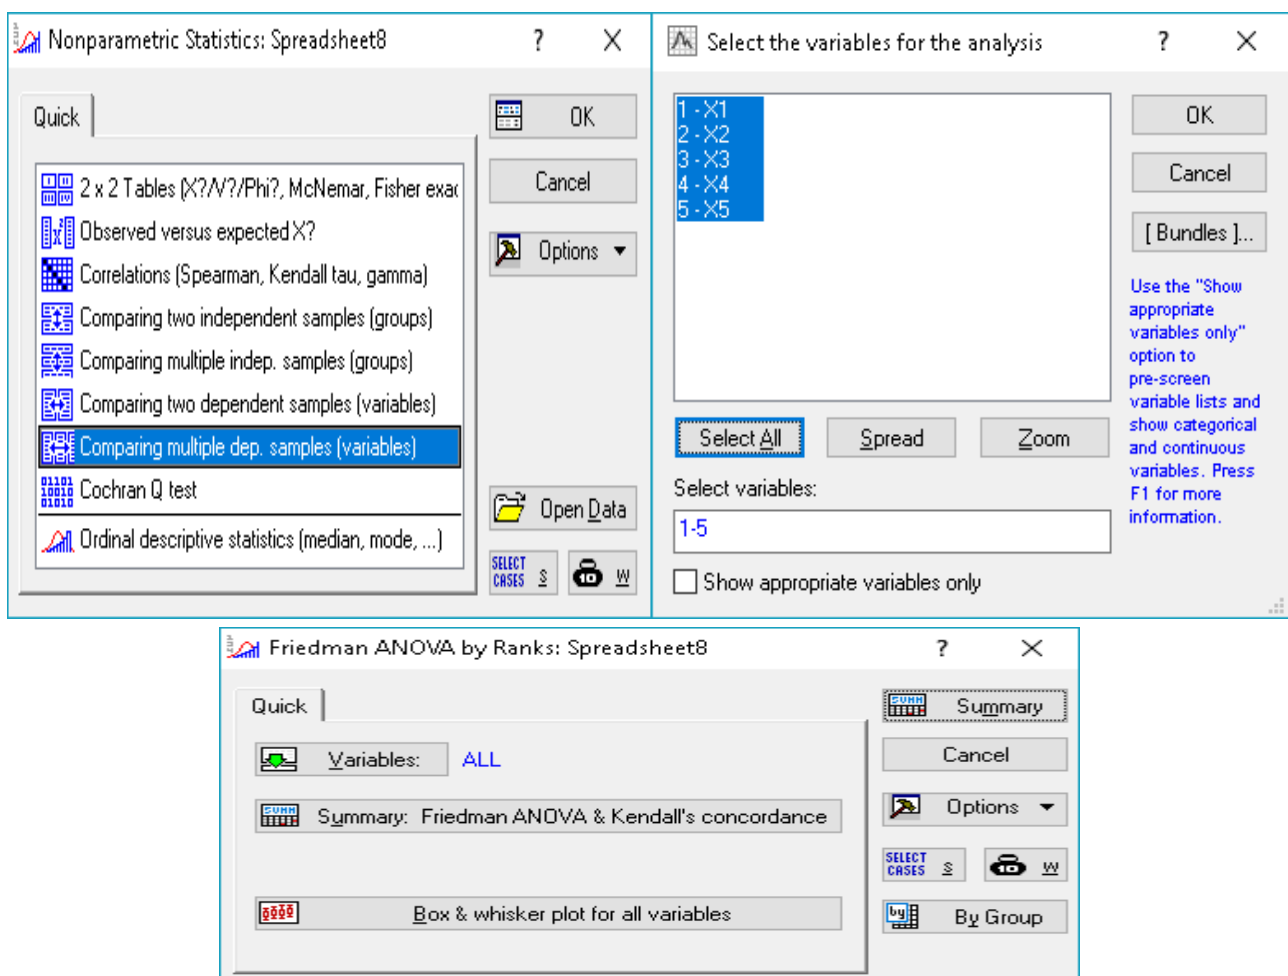 Nonparametric Statistics: Spreadsheet8 ?
Quick
2 x 2 Tables (X?/V?/Phi?, McNemar, Fisher exac
Observed versus expected X?
Correlations (Spearman, Kendall tau, gamma)
Comparing two independent samples (groups)
Comparing multiple indep. samples (groups)
Comparing two dependent samples (variables)
Comparing multiple dep. samples (variables)
Cochran Q test
Ordinal descriptive statistics (median, mode, ...)
OK
Cancel
Options
Open Data
SELECT
CASES S
W
Select the variables for the analysis ?
1 - X1
2 - X2
3 - X3
4 - X4
5 - X5
Select All
Spread
Zoom
Select variables:
1-5
Show appropriate variables only
OK
Cancel
[ Bundles ]...
Use the "Show
appropriate
variables only"
option to
pre-screen
variable lists and
show categorical
and continuous
variables. Press
F1 for more
information.
Friedman ANOVA by Ranks: Spreadsheet8 ?
Quick
Variables: ALL
Summary: Friedman ANOVA & Kendall's concordance
Box & whisker plot for all variables
Summary
Cancel
Options
SELECT
CASES S
W
By Group